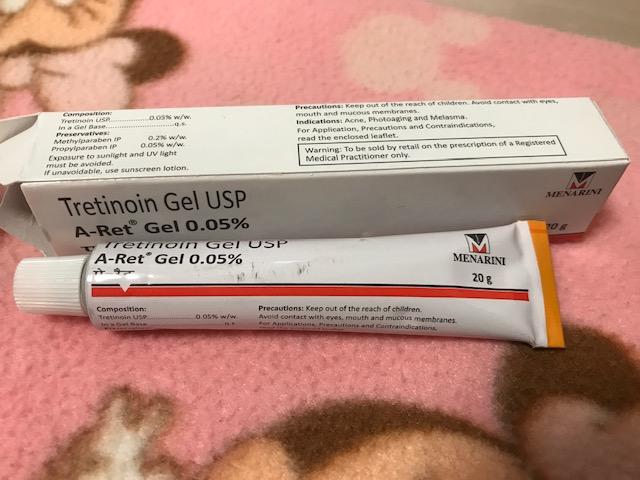 Composition:
Tretinoin USP..................0.05% w/w.
In a Gel Base........................q.s.
Preservatives:
Methylparaben IP 0.2% w/w.
Propylparaben IP 0.05% w/w.
Exposure to sunlight and UV light
must be avoided.
If unavoidable, use sunscreen lotion.
Precautions: Keep out of the reach of children. Avoid contact with eyes,
mouth and mucous membranes.
Indications: Acne, Photoaging and Melasma.
For Application, Precautions and Contraindications,
read the enclosed leaflet.
Warning: To be sold by retail on the prescription of a Registered
Medical Practitioner only.
Tretinoin Gel USP
A-Ret® Gel 0.05%
MENARINI
20 g
Tretinoin Gel USP
A-Ret® Gel 0.05%
MENARINI
20 g
Composition:
Tretinoin USP..................0.05% w/w.
In a Gel Base........................q.s.
Precautions: Keep out of the reach of children.
Avoid contact with eyes, mouth and mucous membranes.
For Applications, Precautions and Contraindications,